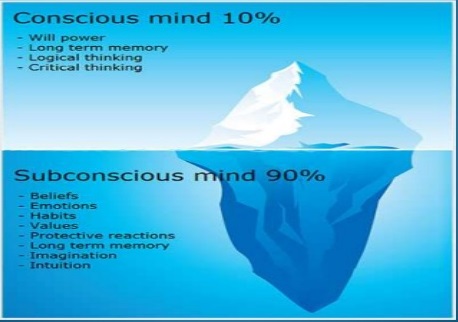 Conscious mind 10%
- Will power
- Long term memory
- Logical thinking
- Critical thinking
Subconscious mind 90%
- Beliefs
- Emotions
- Habits
- Values
- Protective reactions
- Long term memory
- Imagination
- Intuition